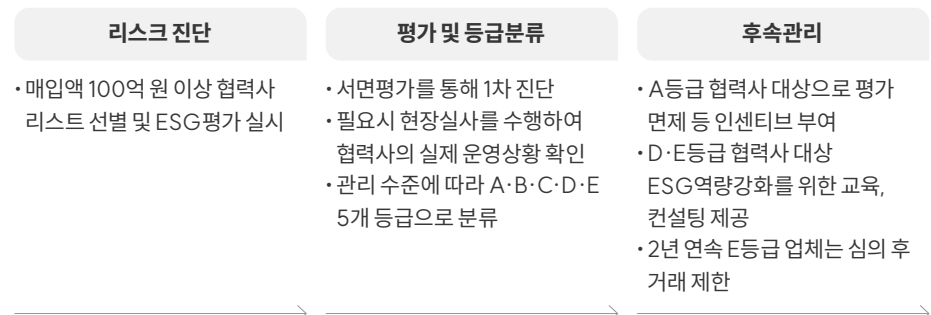 리스크 진단
• 매입액 100억 원 이상 협력사
리스트 선별 및 ESG평가 실시
평가 및 등급분류
• 서면평가를 통해 1차 진단
• 필요시 현장실사를 수행하여
협력사의 실제 운영상황 확인
• 관리 수준에 따라 A·B·C·D·E
5개 등급으로 분류
후속관리
• A등급 협력사 대상으로 평가
면제 등 인센티브 부여
• D·E등급 협력사 대상
ESG역량강화를 위한 교육,
컨설팅 제공
• 2년 연속 E등급 업체는 심의 후
거래 제한